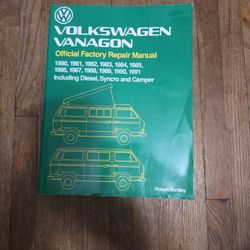 VOLKSWAGEN
VANAGON
Official Factory Repair Manual
1980, 1981, 1982, 1983, 1984, 1985,
1986, 1987, 1988, 1989, 1990, 1991
Including Diesel, Syncro and Camper
Robert Bentley